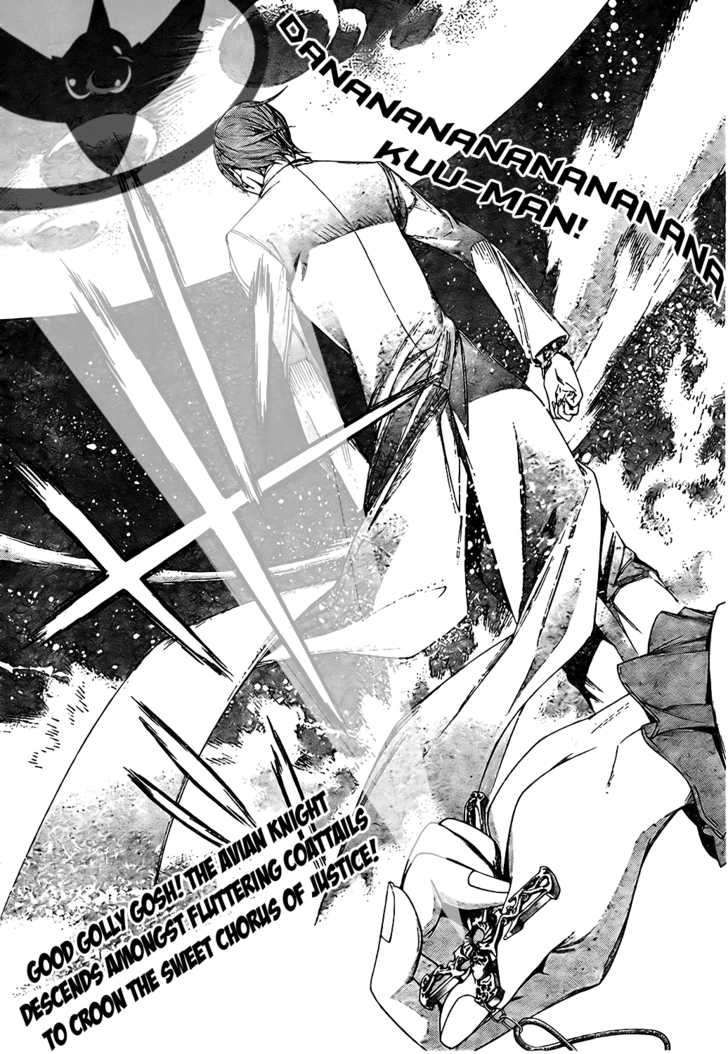 DANANANANANANANANA
KUU-MAN!
GOOD GOLLY GOSH! THE AVIAN KNIGHT
DESCENDS AMONGST FLUTTERING COATTAILS
TO CROON THE SWEET CHORUS OF JUSTICE!